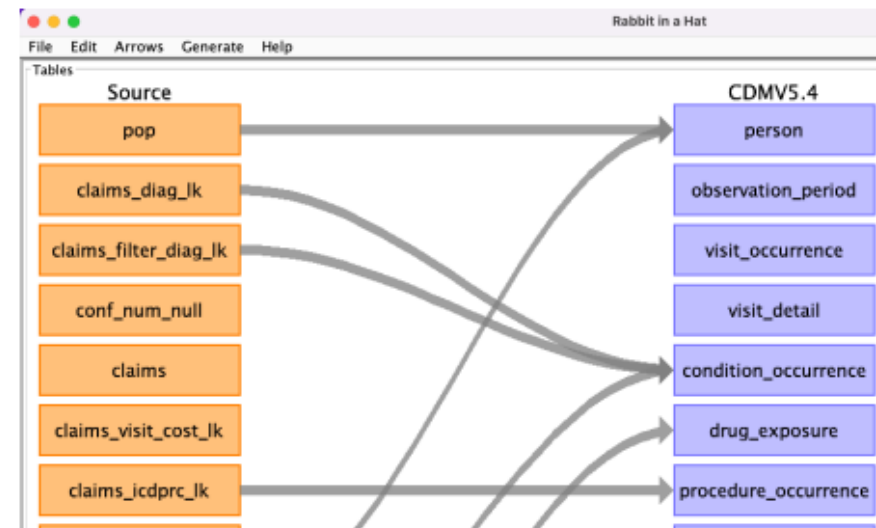 Rabbit in a Hat
File Edit Arrows Generate Help
Tables
Source CDMV5.4
pop person
claims_diag_lk observation_period
claims_filter_diag_lk visit_occurrence
conf_num_null visit_detail
claims condition_occurrence
claims_visit_cost_lk drug_exposure
claims_icdprc_lk procedure_occurrence